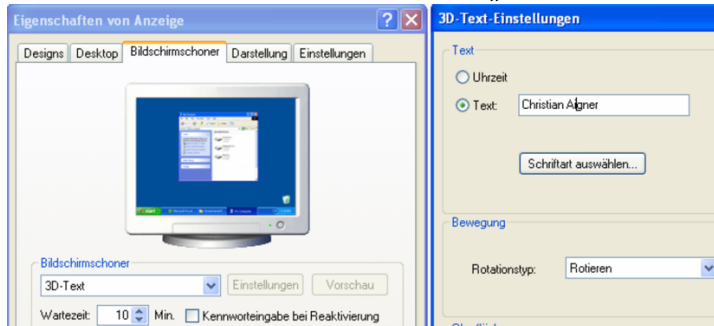 Eigenschaften von Anzeige
Designs Desktop Bildschirmschoner Darstellung Einstellungen
Bildschirmschoner
3D-Text Einstellungen Vorschau
Wartezeit: 10 Min. Kennworteingabe bei Reaktivierung
3D-Text-Einstellungen
Text
Uhrzeit
Text: Christian Aigner
Schriftart auswählen...
Bewegung
Rotationstyp: Rotieren